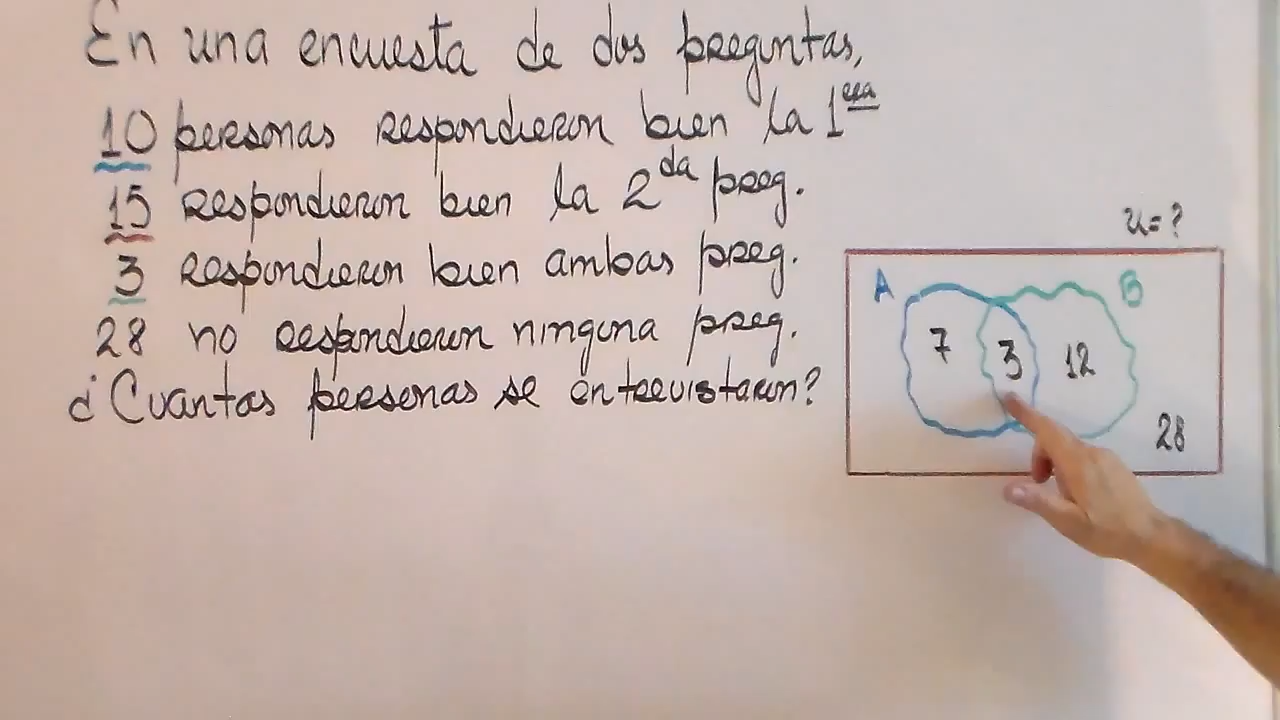 En una encuesta de dos preguntas,
10 personas respondieron bien la 1era
15 respondieron bien la 2da preg.
3 respondieron bien ambas preg.
28 no respondieron ninguna preg.
¿Cuantas personas se entrevistaron?
U=?
A
B
7
3
12
28